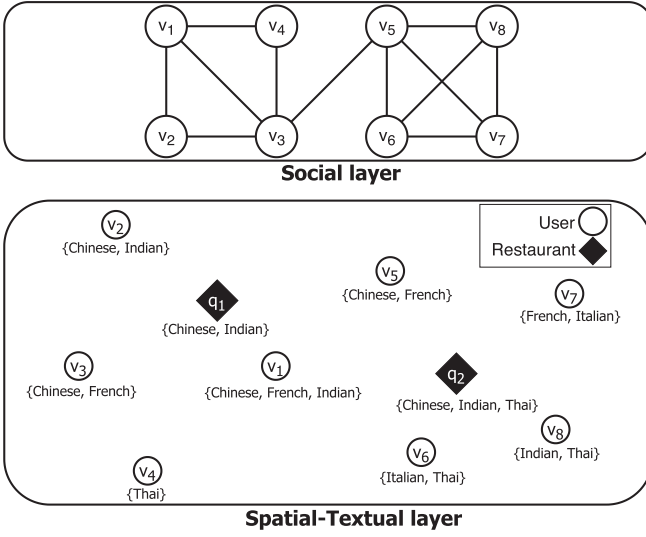 v1 v4 v5 v8
v2 v3 v6 v7
Social layer
User
Restaurant
v2
{Chinese, Indian}
v5
{Chinese, French}
v7
{French, Italian}
q1
{Chinese, Indian}
v3
{Chinese, French}
v1
{Chinese, French, Indian}
q2
{Chinese, Indian, Thai}
v8
{Indian, Thai}
v6
{Italian, Thai}
v4
{Thai}
Spatial-Textual layer